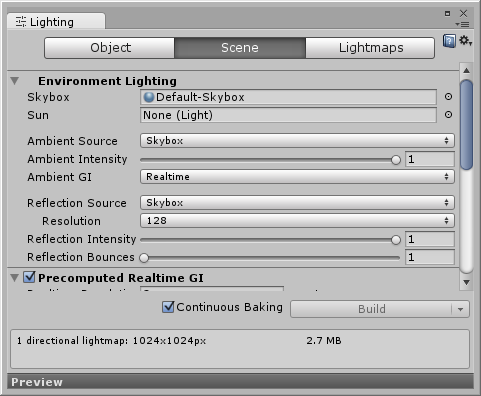 Lighting
Object Scene Lightmaps
Environment Lighting
Skybox Default-Skybox
Sun None (Light)
Ambient Source Skybox
Ambient Intensity 1
Ambient GI Realtime
Reflection Source Skybox
Resolution 128
Reflection Intensity 1
Reflection Bounces 1
Precomputed Realtime GI
Continuous Baking Build
1 directional lightmap: 1024x1024px 2.7 MB
Preview